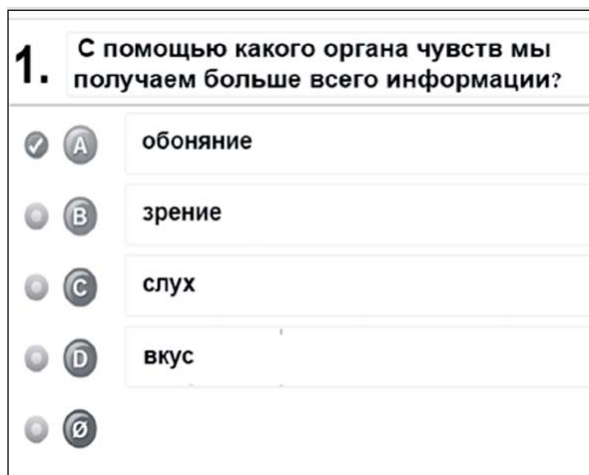 1. С помощью какого органа чувств мы
получаем больше всего информации?
A обоняние
B зрение
C слух
D вкус
Ø